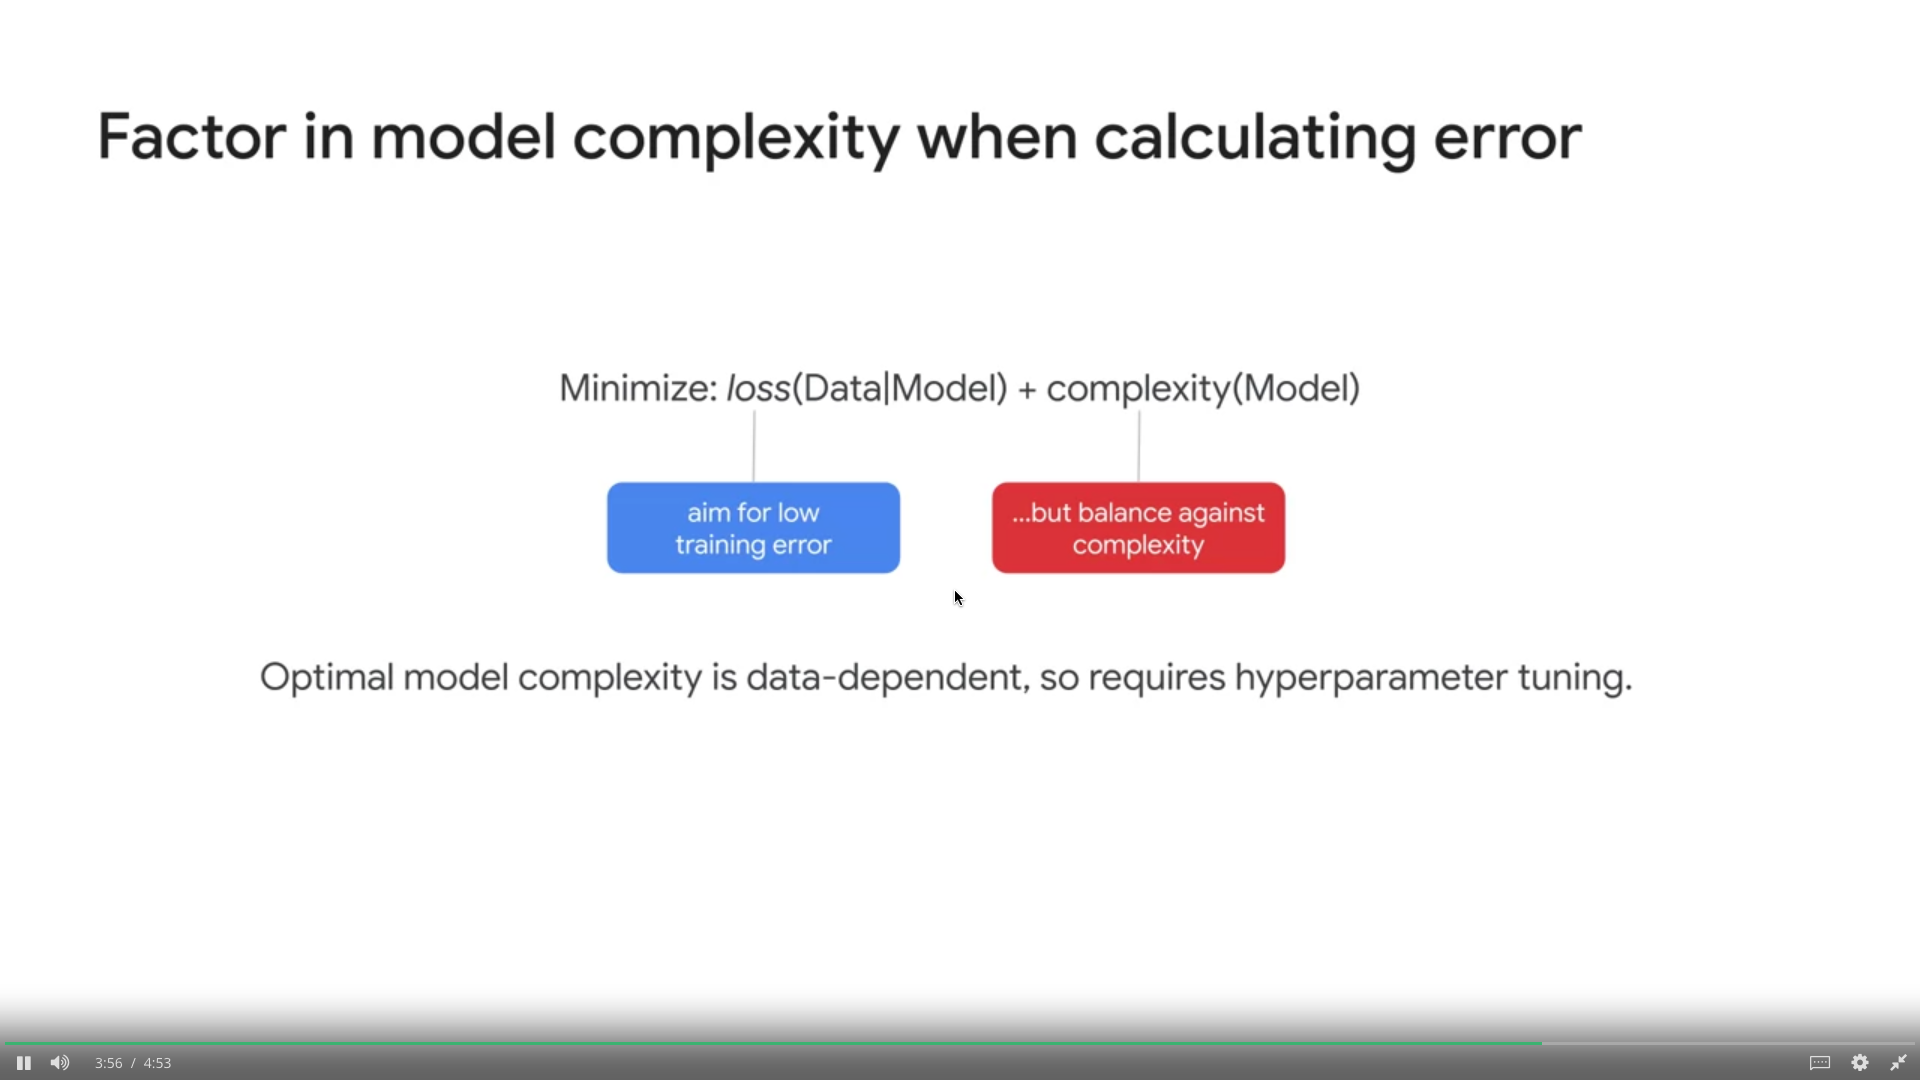 Factor in model complexity when calculating error
Minimize: loss(Data|Model) + complexity(Model)
aim for low
training error
...but balance against
complexity
Optimal model complexity is data-dependent, so requires hyperparameter tuning.
3:56 / 4:53